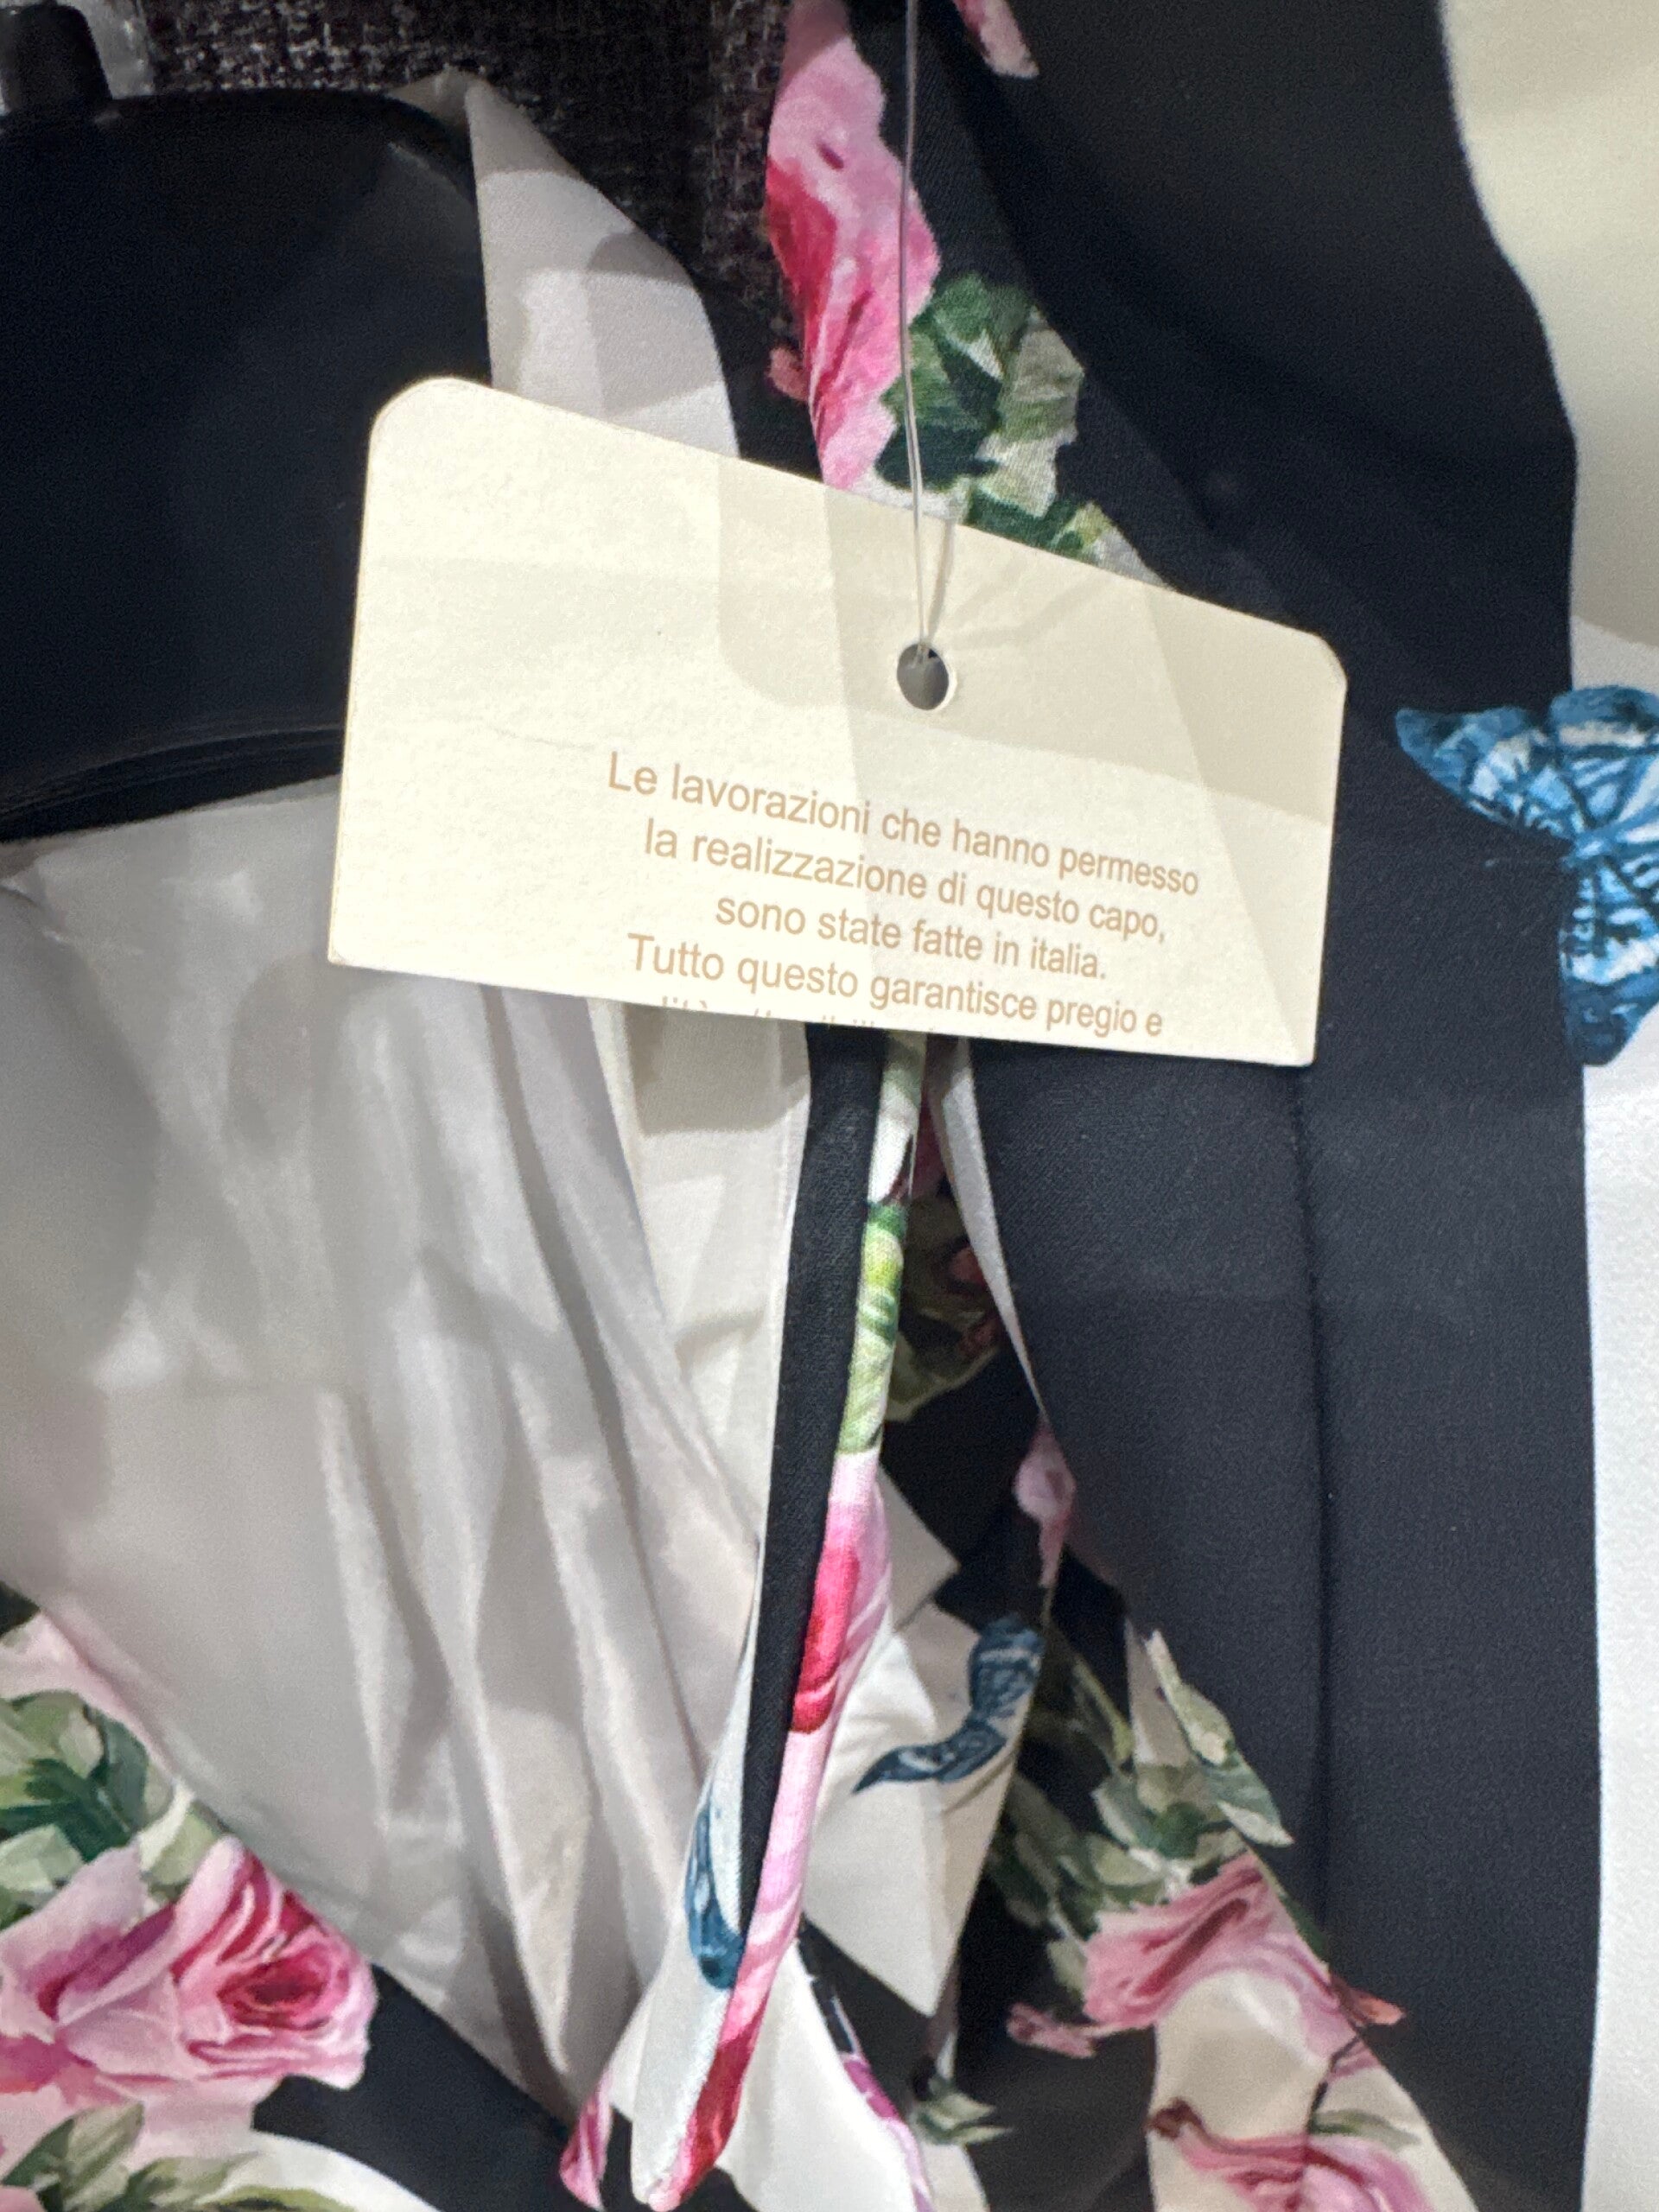 Le lavorazioni che hanno permesso
la realizzazione di questo capo,
sono state fatte in italia.
Tutto questo garantisce pregio e